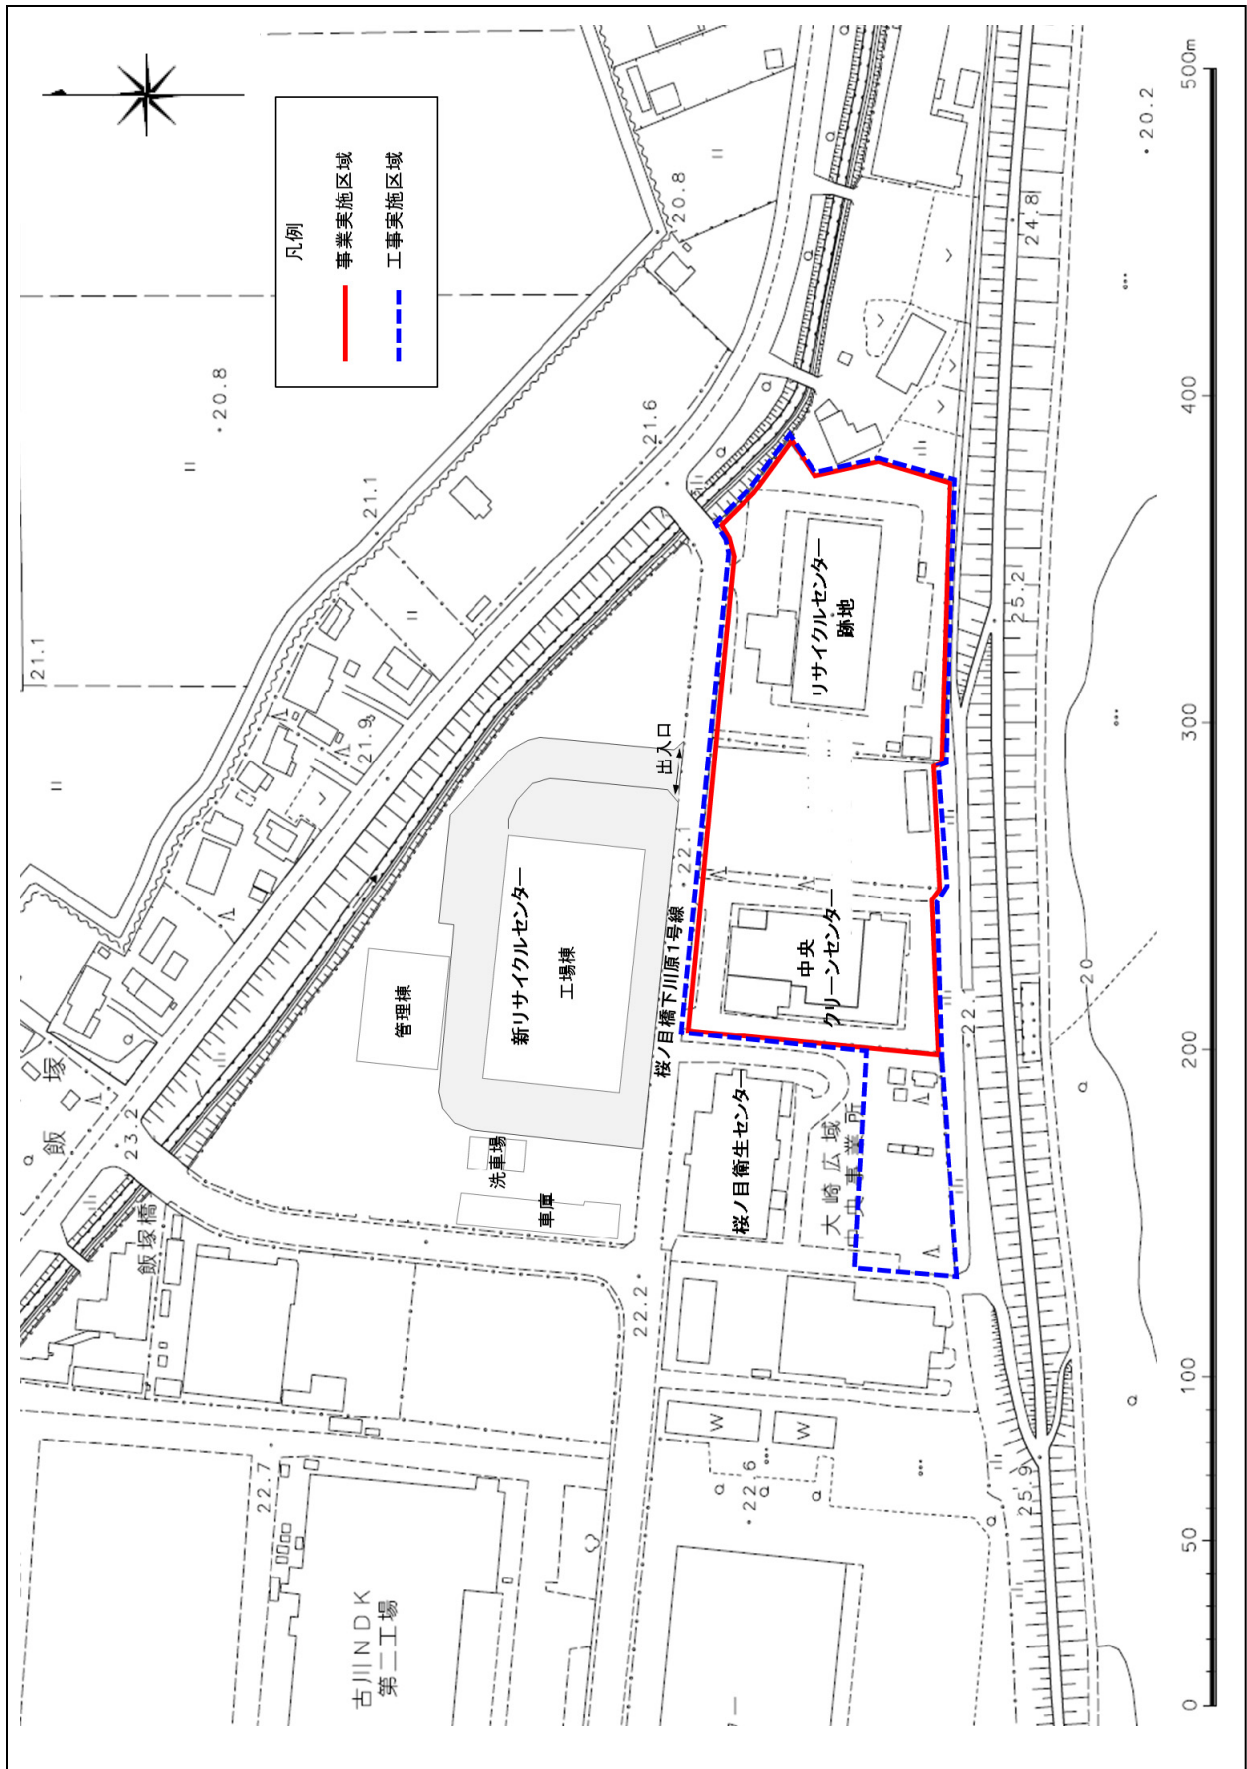 凡例
事業実施区域
工事実施区域
20.8
20.8
21.1
21.1
21.6
21.9
飯塚
23.2
飯塚橋
管理棟
新リサイクルセンター
工場棟
洗車場
車庫
出入口
22.1
桜ノ目橋下川原1号線
リサイクルセンター
跡地
中央
クリーンセンター
桜ノ目衛生センター
大崎広域
中央事業所
22.2
22.7
古川NDK
第二工場
W
W
22.6
22.1
25.9
25.2
24.8
20.2
20
0
50
100
200
300
400
500m